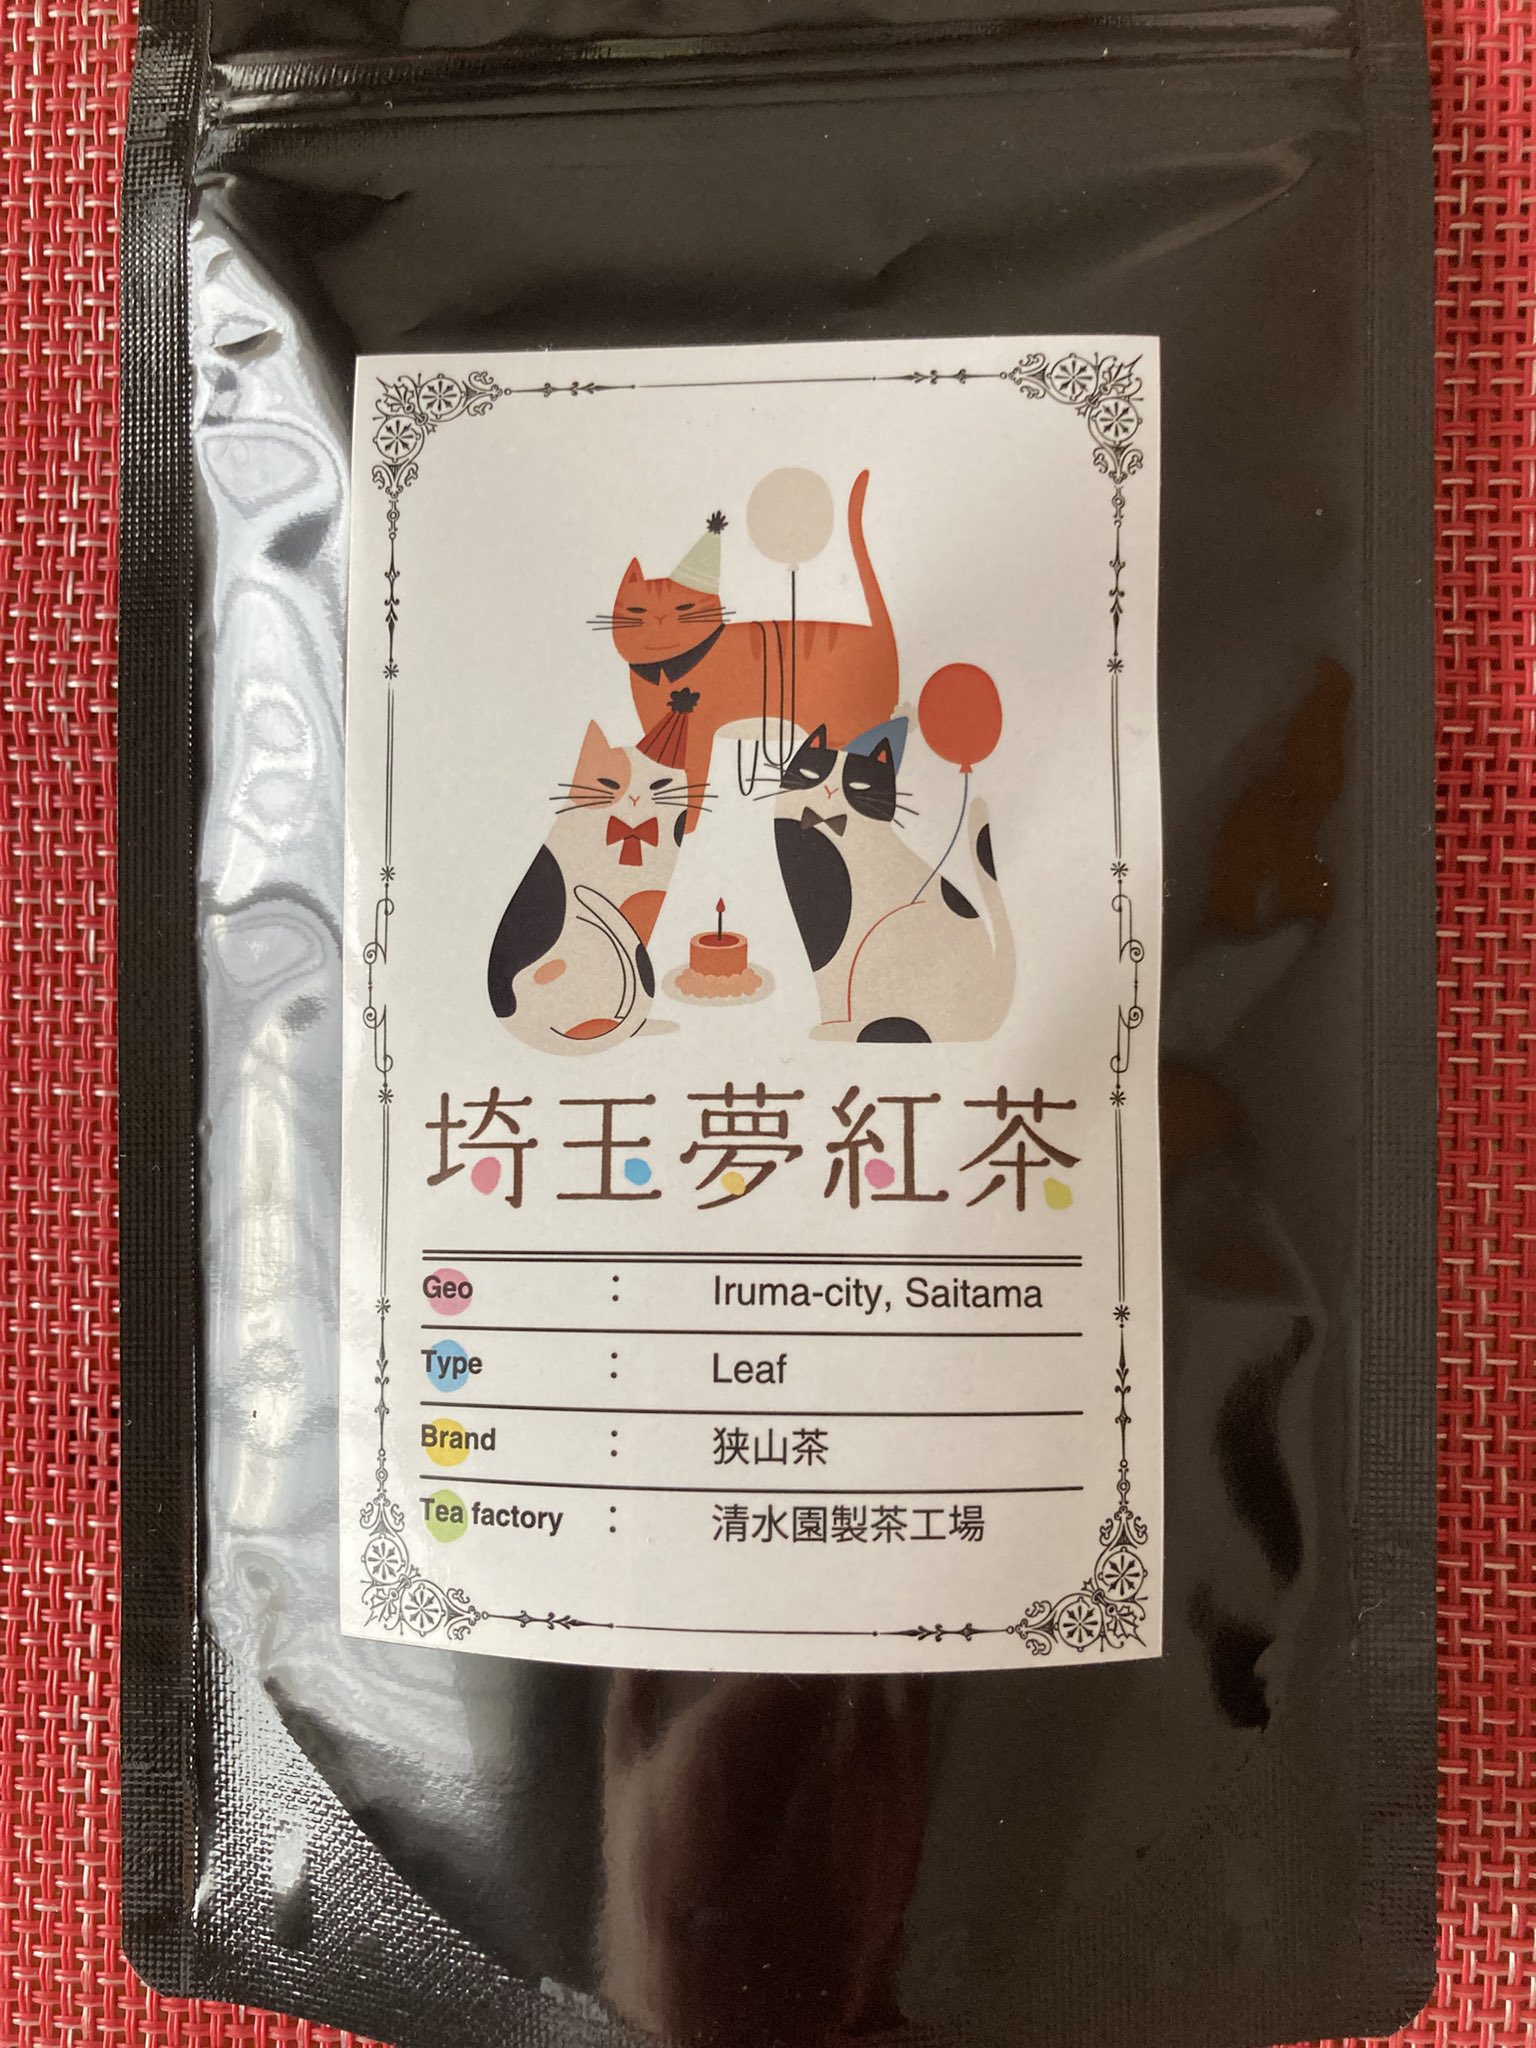 埼玉夢紅茶
Geo : Iruma-city, Saitama
Type : Leaf
Brand : 狭山茶
Tea factory : 清水園製茶工場